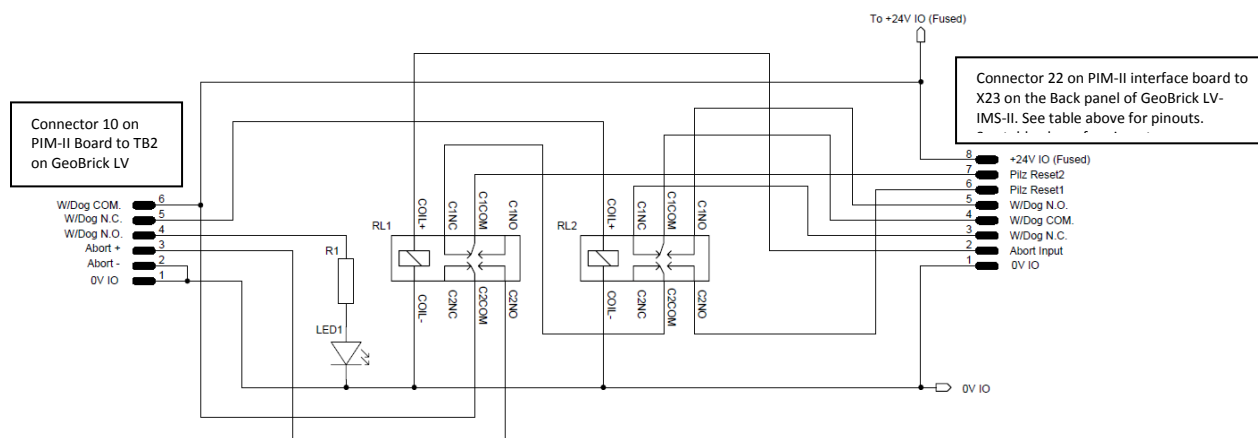 To +24V IO (Fused)
Connector 10 on
PIM-II Board to TB2
on GeoBrick LV
Connector 22 on PIM-II interface board to
X23 on the Back panel of GeoBrick LV-
IMS-II. See table above for pinouts.
W/Dog COM. 6
W/Dog N.C. 5
W/Dog N.O. 4
Abort + 3
Abort - 2
0V IO 1
8 +24V IO (Fused)
7 Pilz Reset2
6 Pilz Reset1
5 W/Dog N.O.
4 W/Dog COM.
3 W/Dog N.C.
2 Abort Input
1 0V IO
RL1
COIL+
C1NC
C1COM
C1NO
COIL-
C2NC
C2COM
C2NO
RL2
COIL+
C1NC
C1COM
C1NO
COIL-
C2NC
C2COM
C2NO
R1
LED1
0V IO